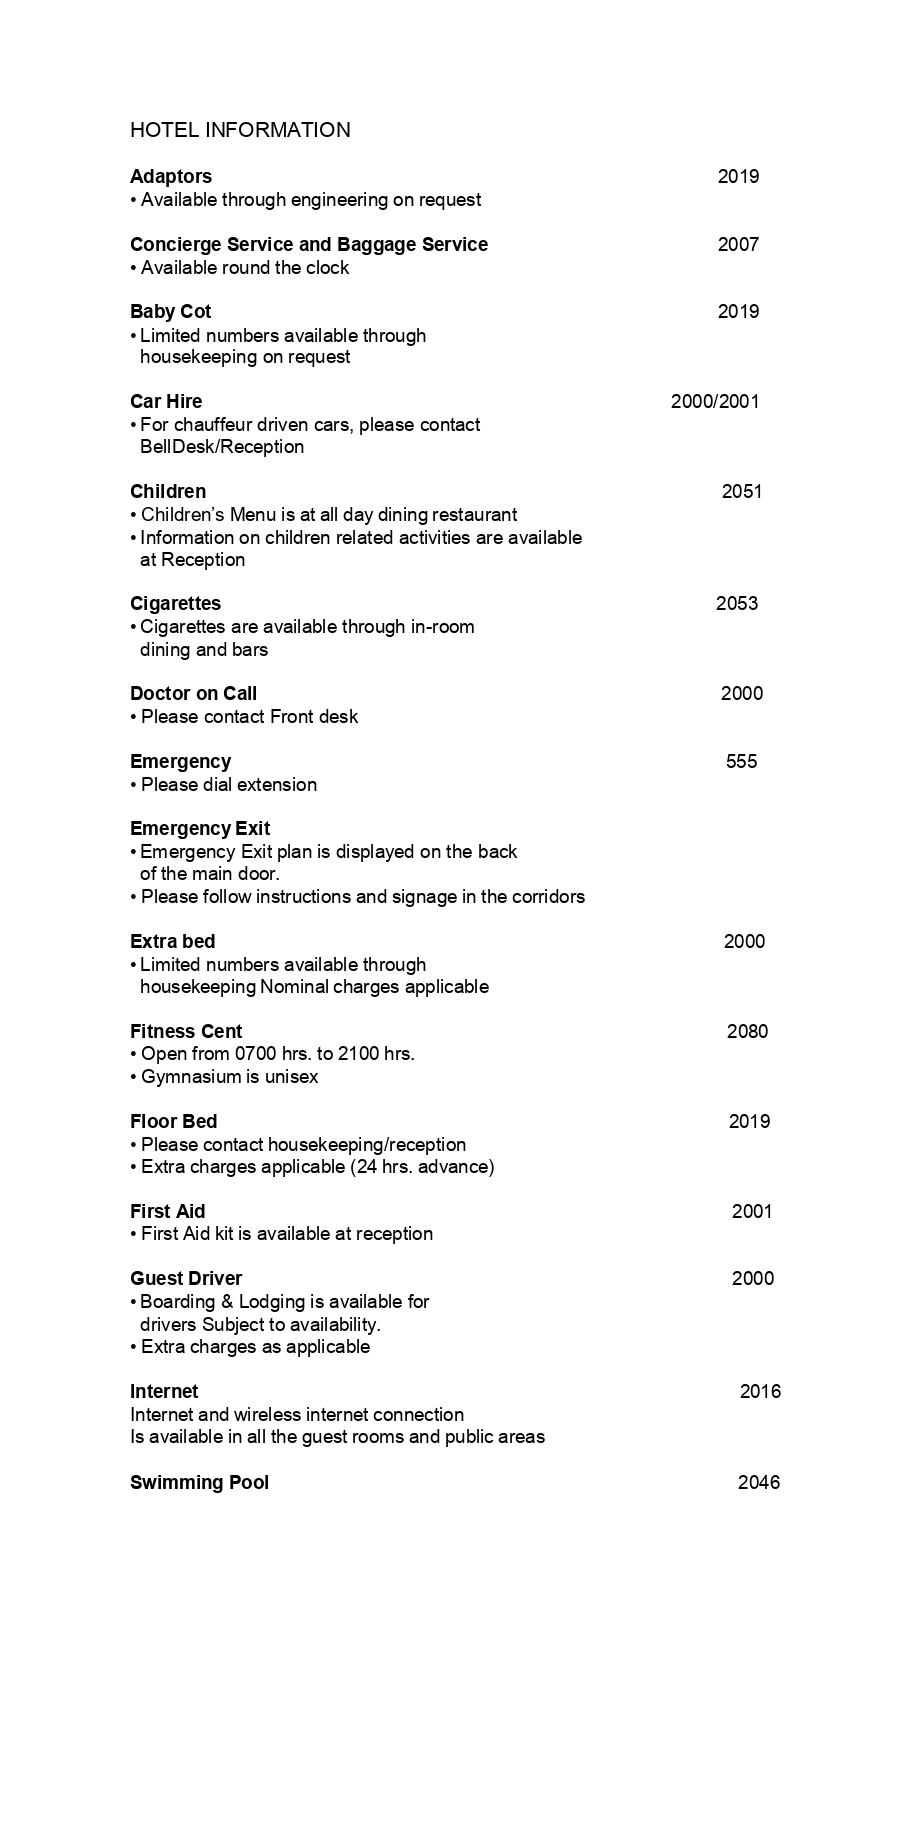 HOTEL INFORMATION
Adaptors 2019
• Available through engineering on request
Concierge Service and Baggage Service 2007
• Available round the clock
Baby Cot 2019
• Limited numbers available through
housekeeping on request
Car Hire 2000/2001
• For chauffeur driven cars, please contact
BellDesk/Reception
Children 2051
• Children’s Menu is at all day dining restaurant
• Information on children related activities are available
at Reception
Cigarettes 2053
• Cigarettes are available through in-room
dining and bars
Doctor on Call 2000
• Please contact Front desk
Emergency 555
• Please dial extension
Emergency Exit
• Emergency Exit plan is displayed on the back
of the main door.
• Please follow instructions and signage in the corridors
Extra bed 2000
• Limited numbers available through
housekeeping Nominal charges applicable
Fitness Cent 2080
• Open from 0700 hrs. to 2100 hrs.
• Gymnasium is unisex
Floor Bed 2019
• Please contact housekeeping/reception
• Extra charges applicable (24 hrs. advance)
First Aid 2001
• First Aid kit is available at reception
Guest Driver 2000
• Boarding & Lodging is available for
drivers Subject to availability.
• Extra charges as applicable
Internet 2016
Internet and wireless internet connection
Is available in all the guest rooms and public areas
Swimming Pool 2046